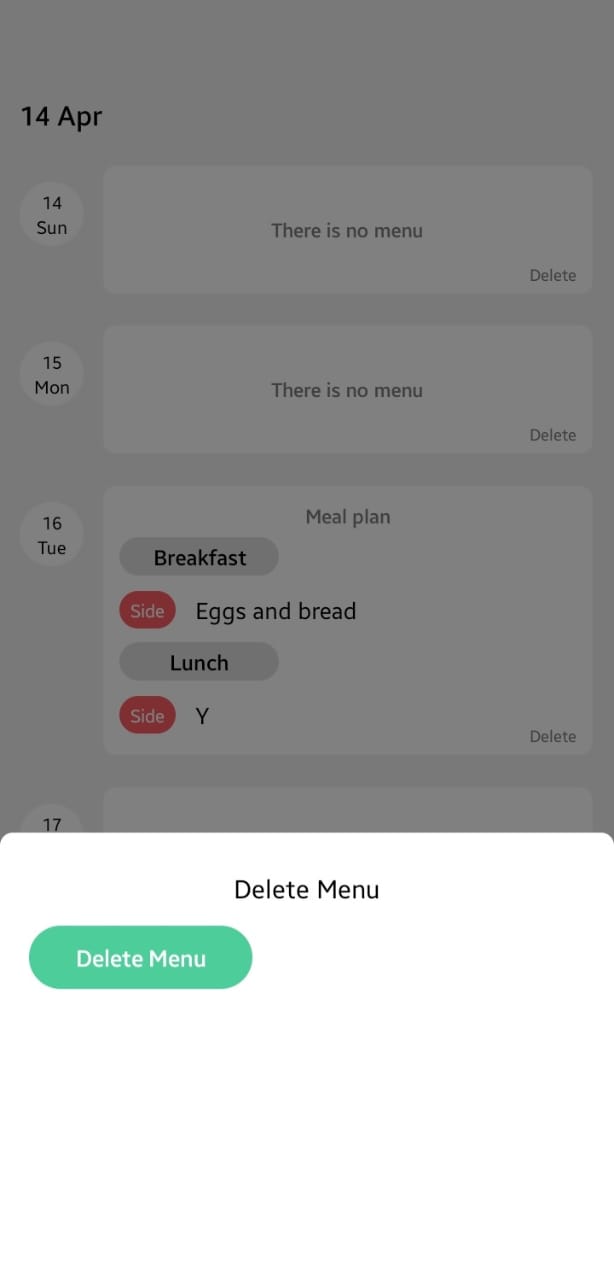 14 Apr
14
Sun
There is no menu
Delete
15
Mon
There is no menu
Delete
16
Tue
Meal plan
Breakfast
Side Eggs and bread
Lunch
Side Y
Delete
17
Delete Menu
Delete Menu